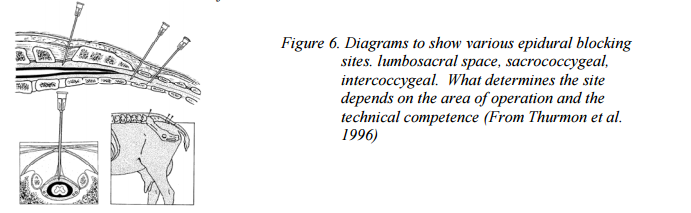 Figure 6. Diagrams to show various epidural blocking
sites. lumbosacral space, sacrococcygeal,
intercoccygeal.  What determines the site
depends on the area of operation and the
technical competence (From Thurmon et al.
1996)